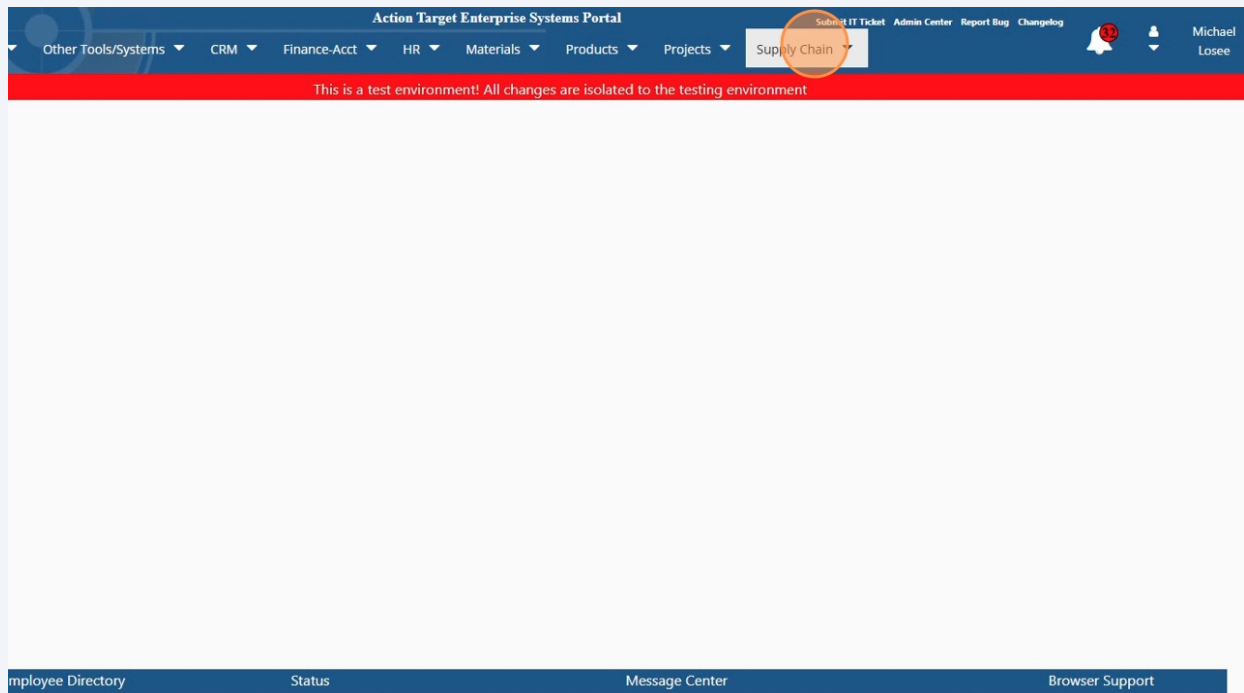 Action Target Enterprise Systems Portal
Submit IT Ticket Admin Center Report Bug Changelog
32
Michael
Losee
Other Tools/Systems CRM Finance-Acct HR Materials Products Projects Supply Chain
This is a test environment! All changes are isolated to the testing environment
mployee Directory Status Message Center Browser Support